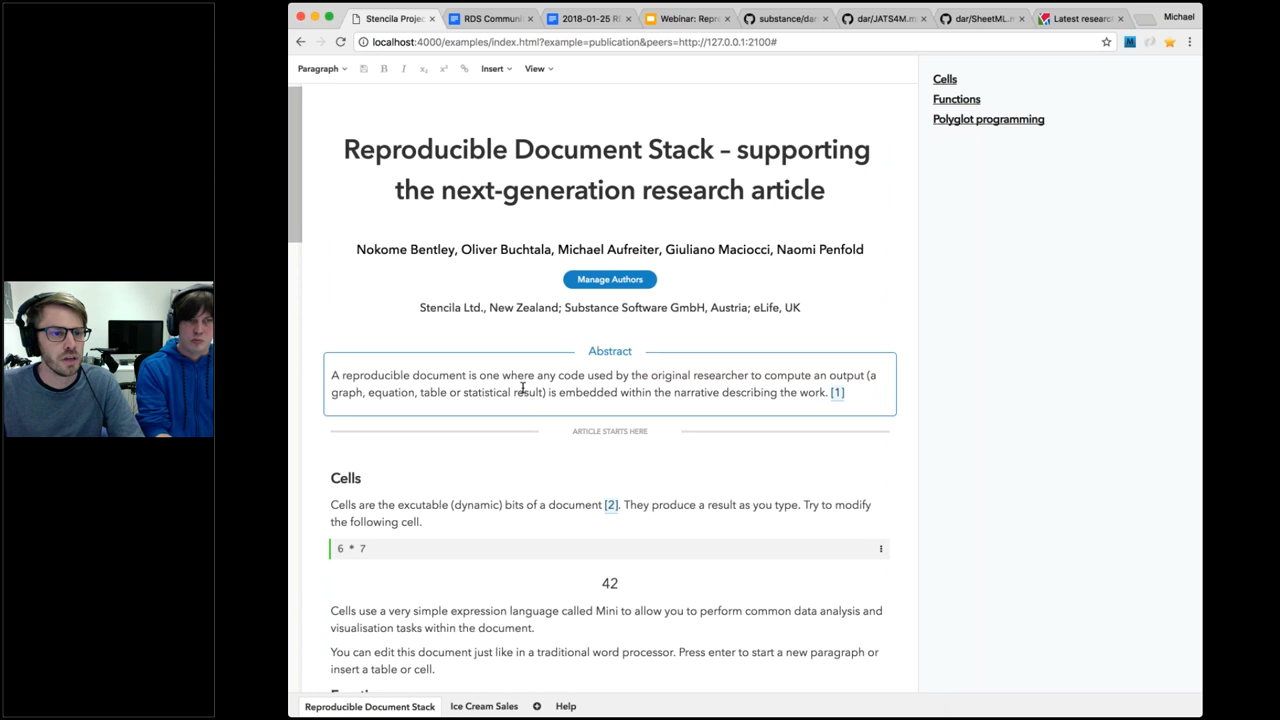 Stencila Projec
RDS Communi
2018-01-25 R
Webinar: Repr
substance/dar
dar/JATS4M.m
dar/SheetML.m
Latest researc
Michael
localhost:4000/examples/index.html?example=publication&peers=http://127.0.0.1:2100#
Paragraph
B
I
Insert
View
Cells
Functions
Polyglot programming
Reproducible Document Stack – supporting
the next-generation research article
Nokome Bentley, Oliver Buchtala, Michael Aufreiter, Giuliano Maciocci, Naomi Penfold
Manage Authors
Stencila Ltd., New Zealand; Substance Software GmbH, Austria; eLife, UK
Abstract
A reproducible document is one where any code used by the original researcher to compute an output (a
graph, equation, table or statistical result) is embedded within the narrative describing the work. [1]
ARTICLE STARTS HERE
Cells
Cells are the excutable (dynamic) bits of a document [2]. They produce a result as you type. Try to modify
the following cell.
6 * 7
42
Cells use a very simple expression language called Mini to allow you to perform common data analysis and
visualisation tasks within the document.
You can edit this document just like in a traditional word processor. Press enter to start a new paragraph or
insert a table or cell.
Reproducible Document Stack
Ice Cream Sales
Help